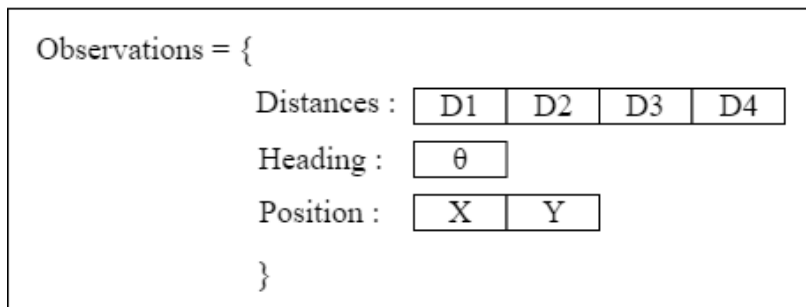 Observations = {
Distances : D1 D2 D3 D4
Heading : θ
Position : X Y
}